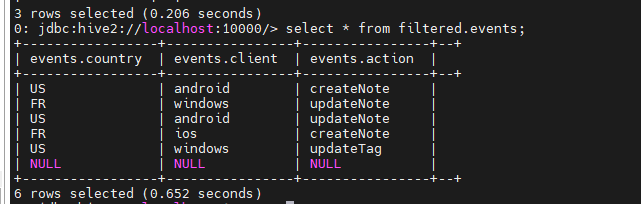 3 rows selected (0.206 seconds)
0: jdbc:hive2://localhost:10000/> select * from filtered.events;
+-----------------+----------------+----------------+--+
| events.country  | events.client  | events.action  |
+-----------------+----------------+----------------+--+
| US              | android        | createNote     |
| FR              | windows        | updateNote     |
| US              | android        | updateNote     |
| FR              | ios            | createNote     |
| US              | windows        | updateTag      |
| NULL            | NULL           | NULL           |
+-----------------+----------------+----------------+--+
6 rows selected (0.652 seconds)